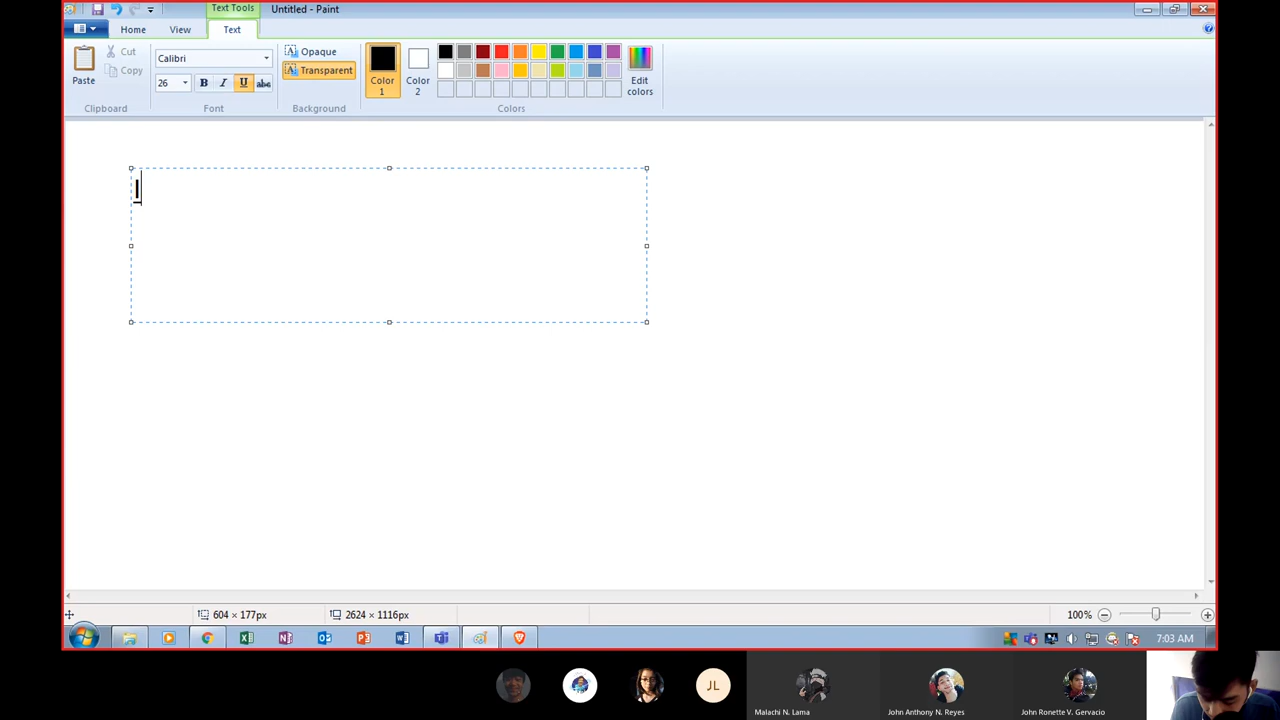 Text Tools
Untitled - Paint
Home
View
Text
Paste
Cut
Copy
Clipboard
Calibri
26
B
I
U
abc
Font
Opaque
Transparent
Background
Color
1
Color
2
Edit
colors
Colors
I
604 × 177px
2624 × 1116px
100%
7:03 AM
JL
Malachi N. Lama
John Anthony N. Reyes
John Ronette V. Gervacio